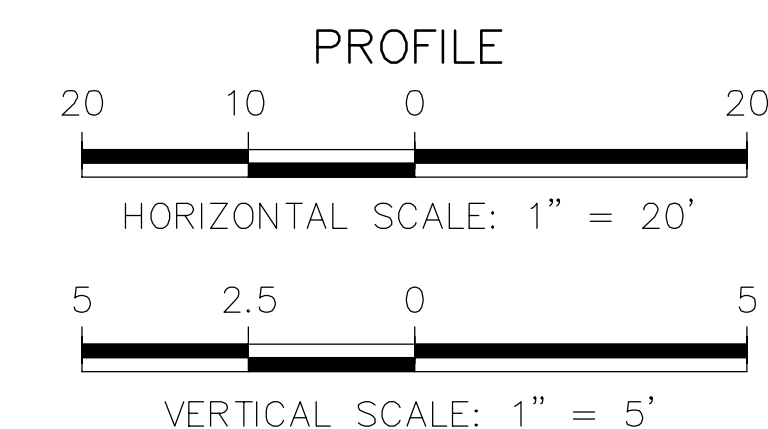 PROFILE
20 10 0 20
HORIZONTAL SCALE: 1” = 20’
5 2.5 0 5
VERTICAL SCALE: 1” = 5’